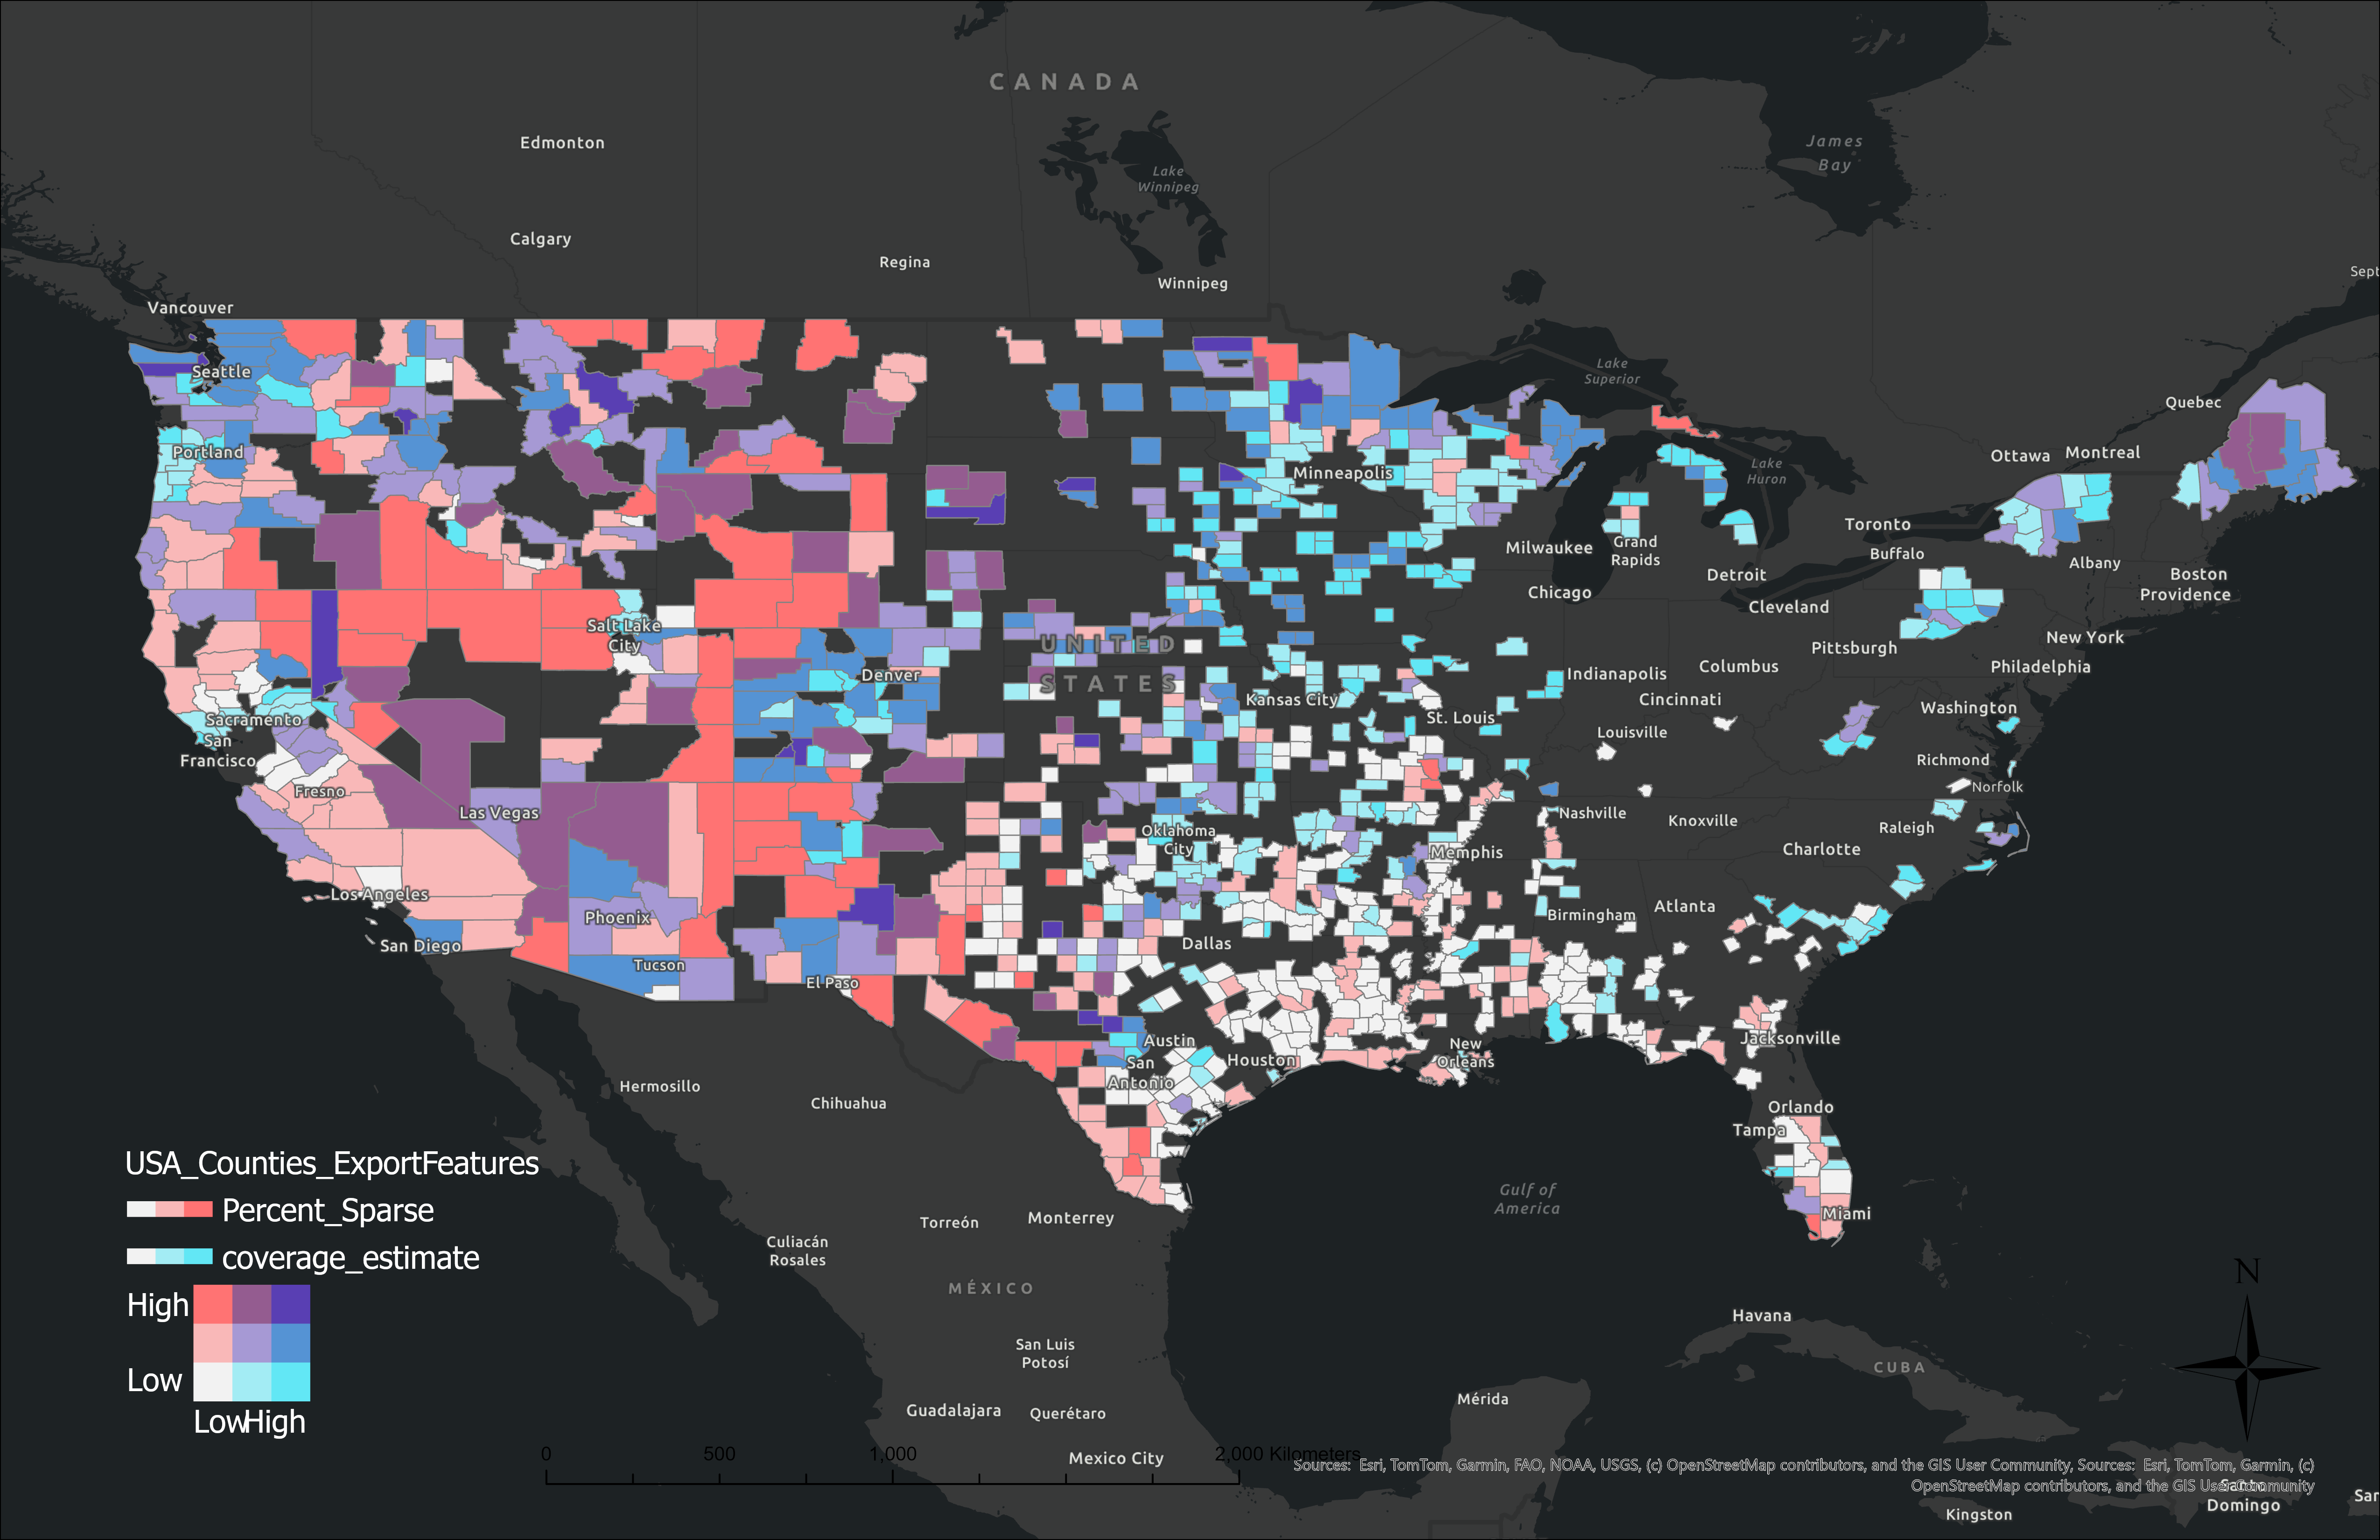 CANADA
Edmonton
James
Bay
Lake
Winnipeg
Calgary
Regina
Winnipeg
Sept
Vancouver
Lake
Superior
Seattle
Quebec
Portland
Ottawa
Montreal
Minneapolis
Lake
Huron
Toronto
Milwaukee
Grand
Rapids
Buffalo
Albany
Detroit
Boston
Providence
Chicago
Cleveland
Salt Lake
City
UNITED
STATES
New York
Pittsburgh
Denver
Indianapolis
Columbus
Philadelphia
Kansas City
Cincinnati
Sacramento
St. Louis
Washington
San
Francisco
Louisville
Richmond
Fresno
Norfolk
Las Vegas
Nashville
Knoxville
Oklahoma
City
Raleigh
Memphis
Charlotte
Los Angeles
Phoenix
Birmingham
Atlanta
San Diego
Dallas
Tucson
El Paso
Austin
New
Orleans
Jacksonville
Houston
San
Antonio
Hermosillo
Chihuahua
Orlando
Tampa
USA_Counties_ExportFeatures
Percent_Sparse
coverage_estimate
High
Low
LowHigh
Gulf of
America
Miami
Torreón
Monterrey
Culiacán
Rosales
MÉXICO
N
Havana
San Luis
Potosí
CUBA
Mérida
Guadalajara
Querétaro
0 500 1,000 2,000 Kilometers
Mexico City
Sources: Esri, TomTom, Garmin, FAO, NOAA, USGS, (c) OpenStreetMap contributors, and the GIS User Community, Sources: Esri, TomTom, Garmin, (c)
OpenStreetMap contributors, and the GIS User Community
Santo
Domingo
San
Kingston